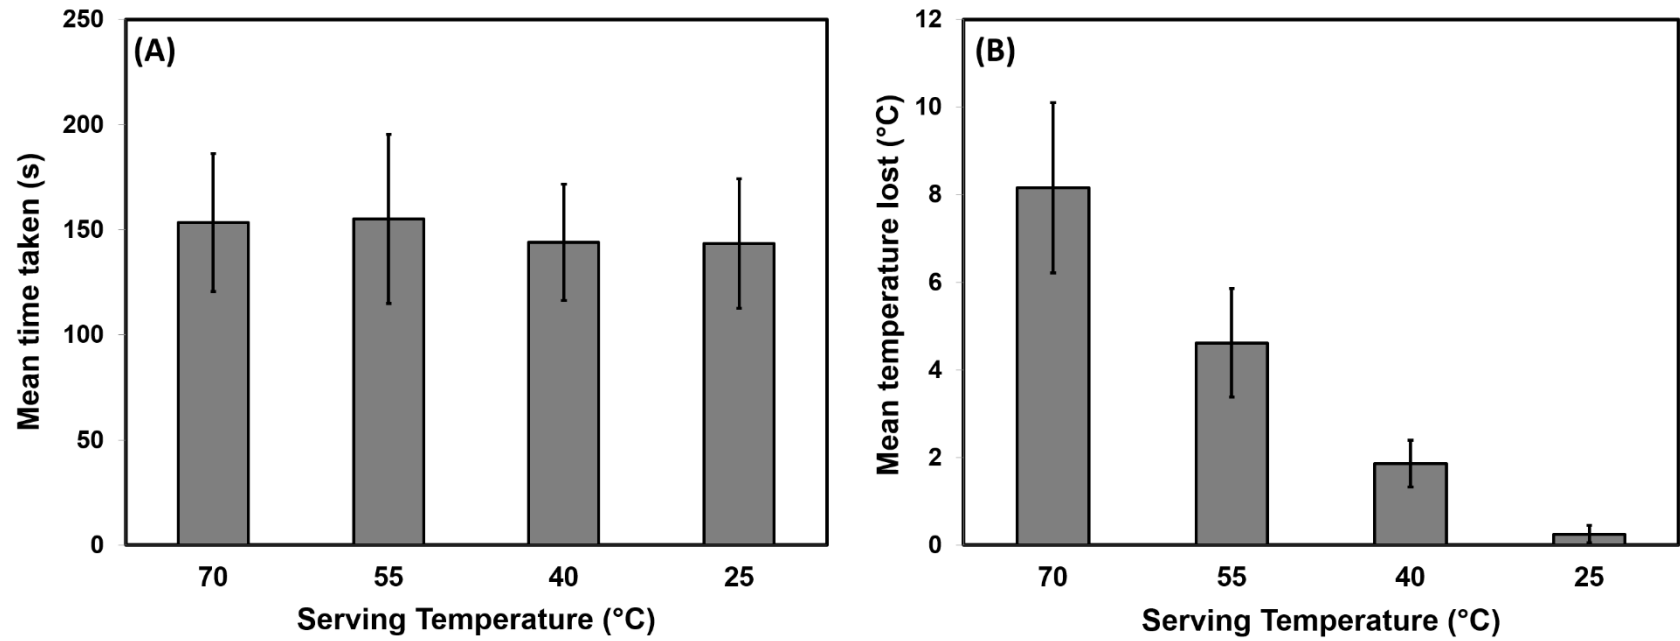 (A)
Mean time taken (s)
250
200
150
100
50
0
70 55 40 25
Serving Temperature (°C)
(B)
Mean temperature lost (°C)
12
10
8
6
4
2
0
70 55 40 25
Serving Temperature (°C)